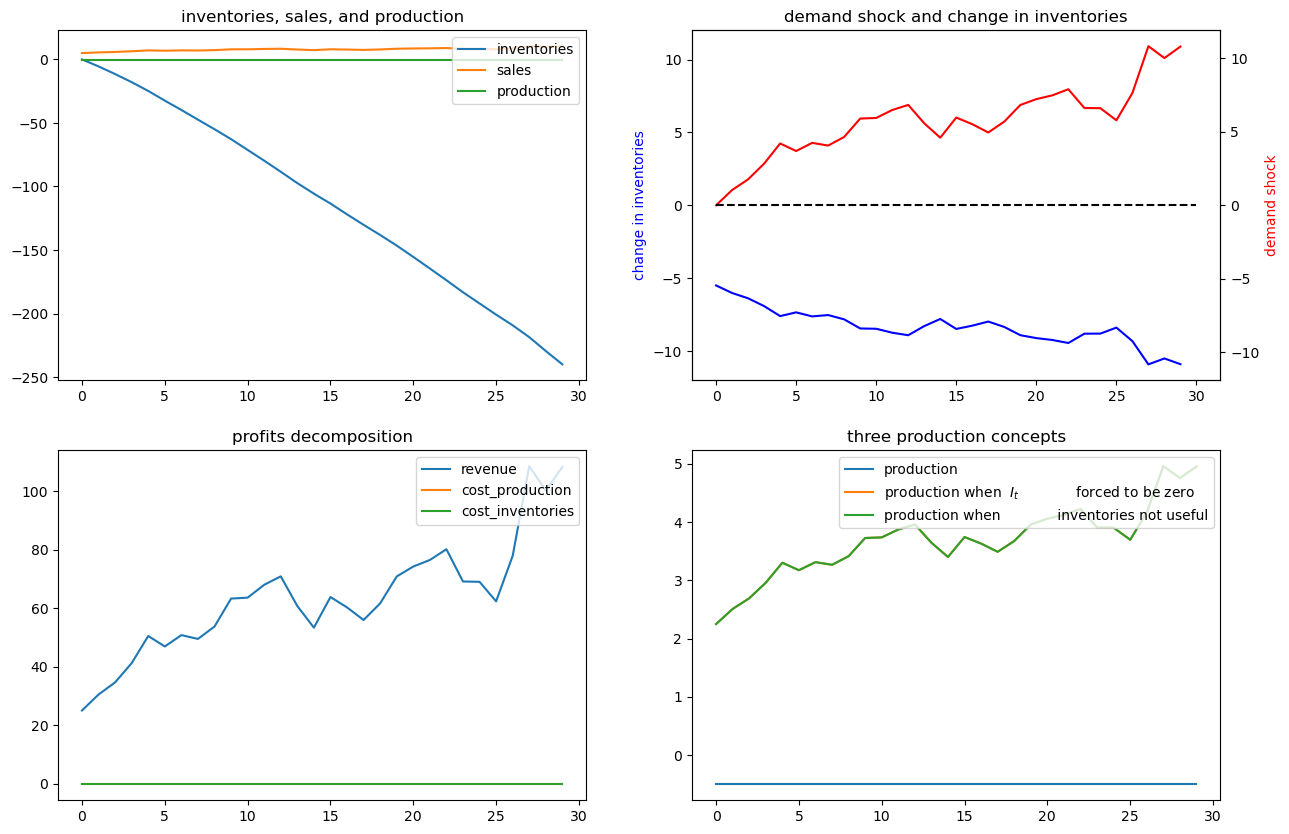 inventories, sales, and production
inventories
sales
production
0
−50
−100
−150
−200
−250
0 5 10 15 20 25 30
demand shock and change in inventories
change in inventories
10
5
0
−5
−10
10
5
0
−5
−10
demand shock
0 5 10 15 20 25 30
profits decomposition
revenue
cost_production
cost_inventories
100
80
60
40
20
0
0 5 10 15 20 25 30
three production concepts
production
production when I_t forced to be zero
production when inventories not useful
5
4
3
2
1
0
0 5 10 15 20 25 30